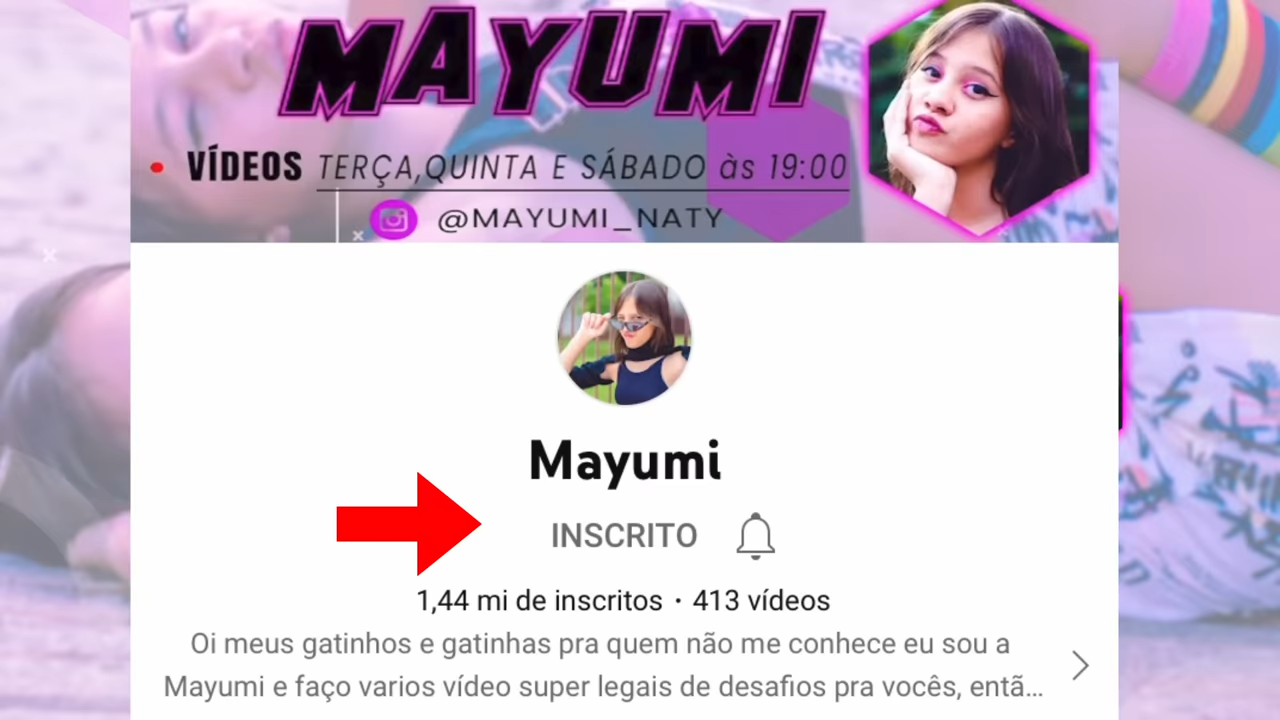 MAYUMI
VÍDEOS TERÇA,QUINTA E SÁBADO às 19:00
@MAYUMI_NATY
Mayumi
INSCRITO
1,44 mi de inscritos · 413 vídeos
Oi meus gatinhos e gatinhas pra quem não me conhece eu sou a
Mayumi e faço varios vídeo super legais de desafios pra vocês, entã...